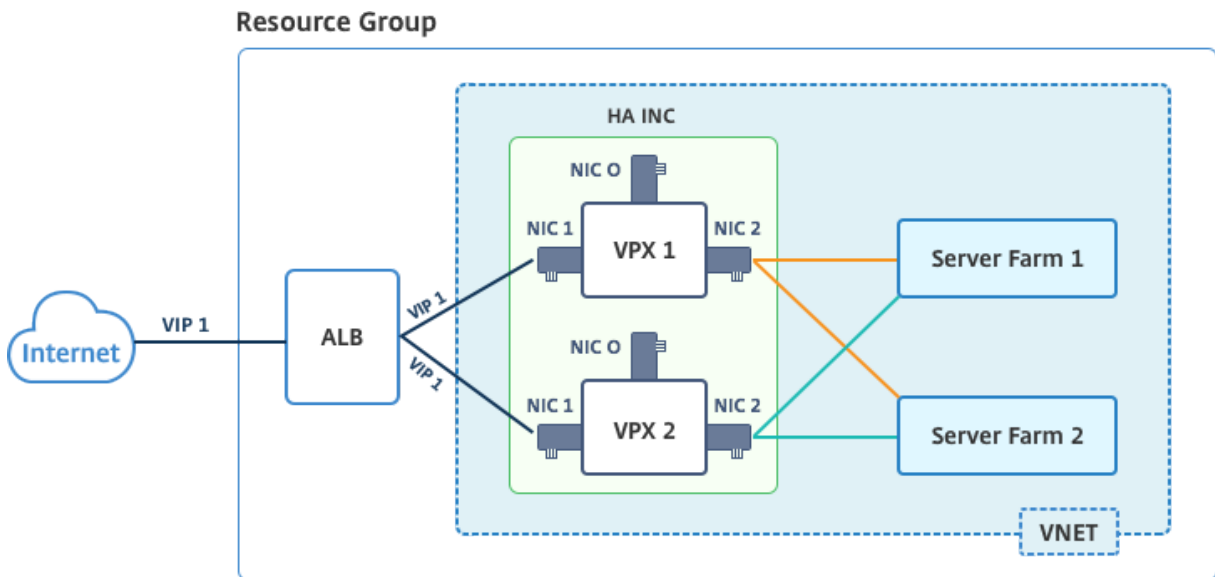 Resource Group
HA INC
NIC O
NIC 1
VPX 1
NIC 2
Server Farm 1
VIP 1
VIP 1
ALB
Internet
VIP 1
NIC O
NIC 1
VPX 2
NIC 2
Server Farm 2
VNET